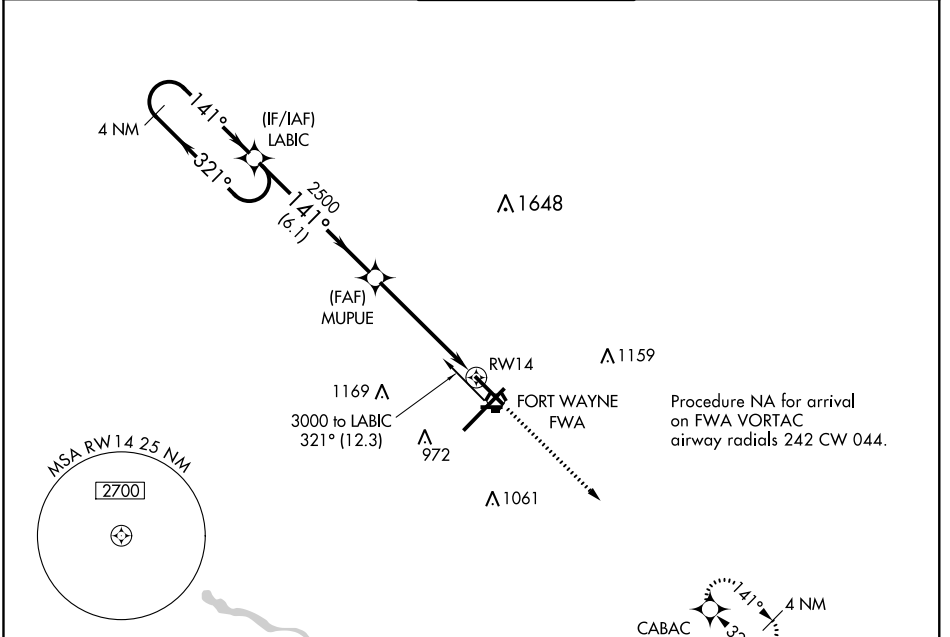 141°
4 NM
(IF/IAF)
LABIC
321°
2500
141°
(6.1)
1648
(FAF)
MUPUE
RW14
1159
1169
FORT WAYNE
FWA
3000 to LABIC
321° (12.3)
972
Procedure NA for arrival
on FWA VORTAC
airway radials 242 CW 044.
MSA RW14 25 NM
2700
1061
141°
4 NM
CABAC